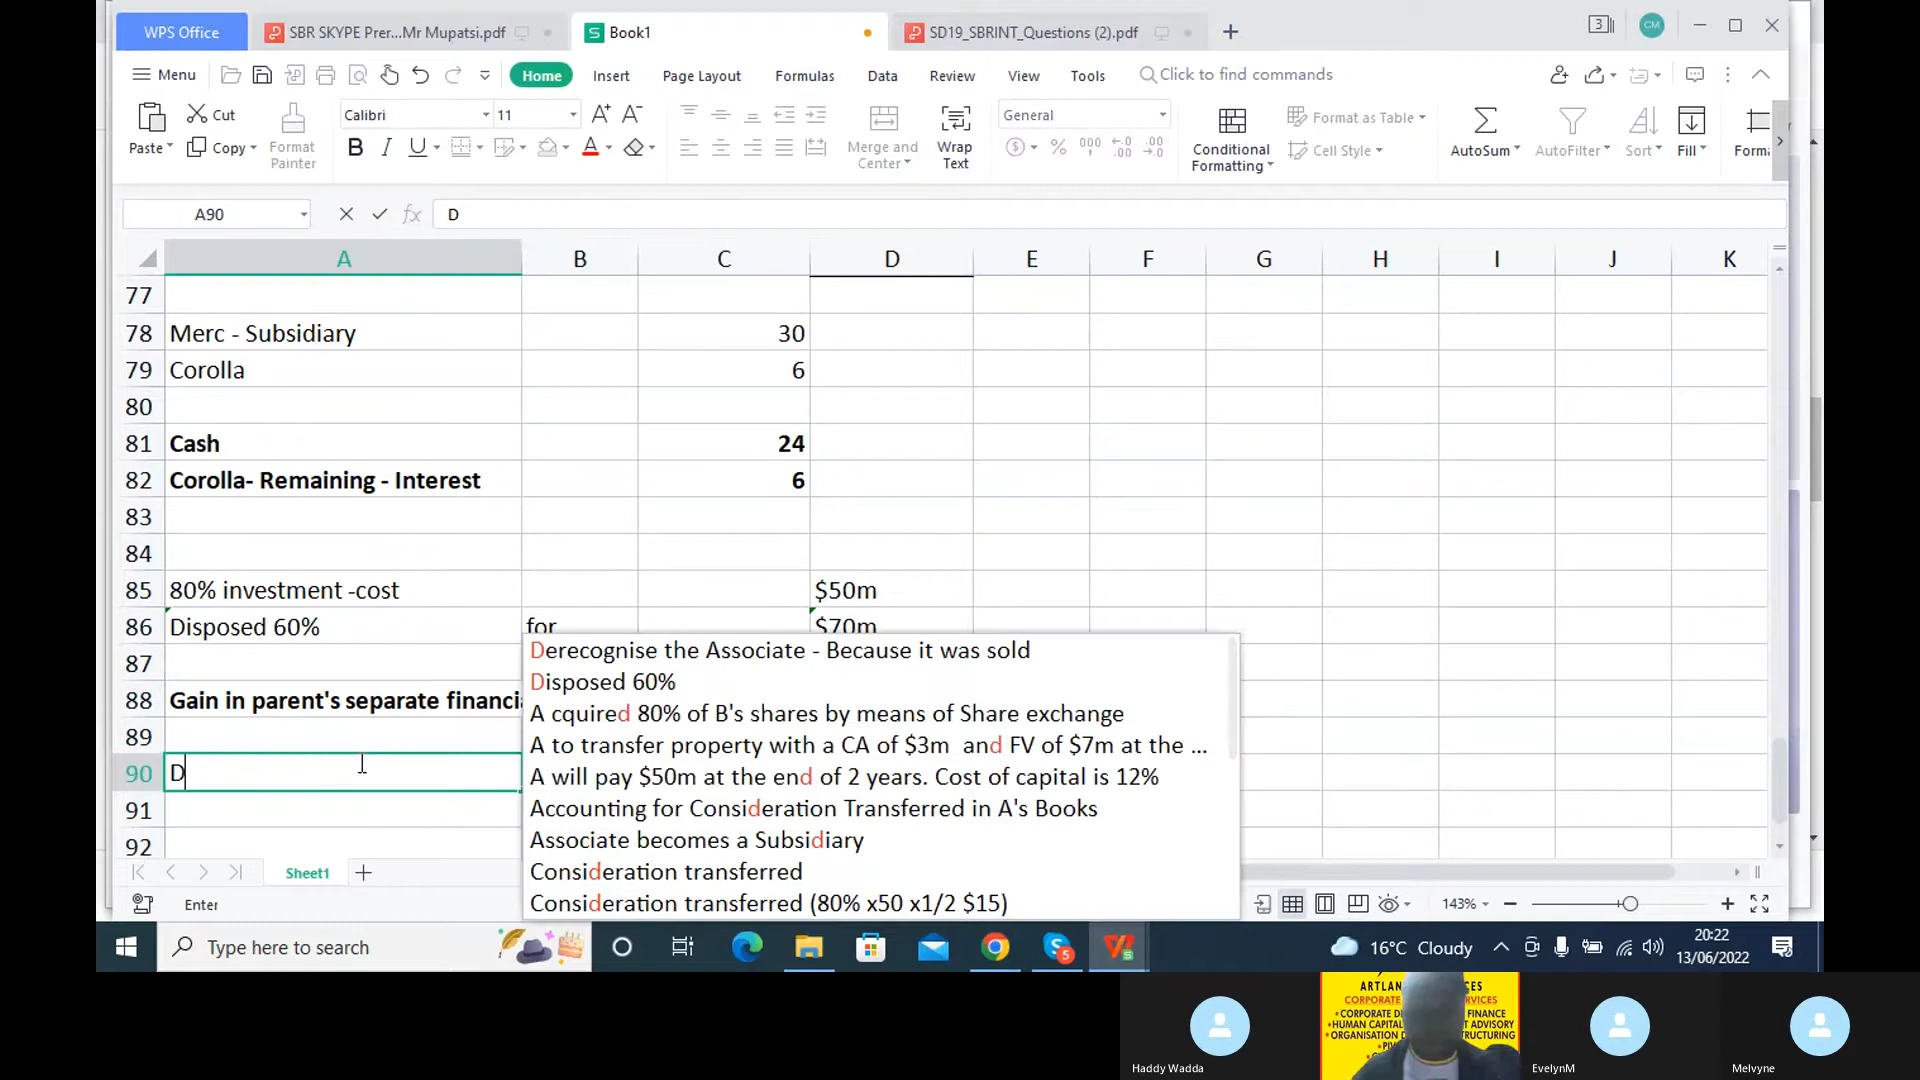 WPS Office
SBR SKYPE Prer...Mr Mupatsi.pdf
Book1
SD19_SBRINT_Questions (2).pdf
3
CM
Menu
Home
Insert
Page Layout
Formulas
Data
Review
View
Tools
Click to find commands
Paste
Cut
Copy
Format
Painter
Calibri
11
Merge and
Center
Wrap
Text
General
Conditional
Formatting
Format as Table
Cell Style
AutoSum
AutoFilter
Sort
Fill
Form
A90
D
A B C D E F G H I J K
77
78 Merc - Subsidiary 30
79 Corolla 6
80
81 Cash 24
82 Corolla- Remaining - Interest 6
83
84
85 80% investment -cost $50m
86 Disposed 60% for $70m
87
88 Gain in parent's separate financi
89
90 D
91
92
Derecognise the Associate - Because it was sold
Disposed 60%
A cquired 80% of B's shares by means of Share exchange
A to transfer property with a CA of $3m and FV of $7m at the ...
A will pay $50m at the end of 2 years. Cost of capital is 12%
Accounting for Consideration Transferred in A's Books
Associate becomes a Subsidiary
Consideration transferred
Consideration transferred (80% x50 x1/2 $15)
Sheet1
Enter
143%
Type here to search
5
16°C Cloudy
20:22
13/06/2022
CORPORATE
HUMAN CAPITAL
ORGANISATION
Haddy Wadda
EvelynM
Melvyne